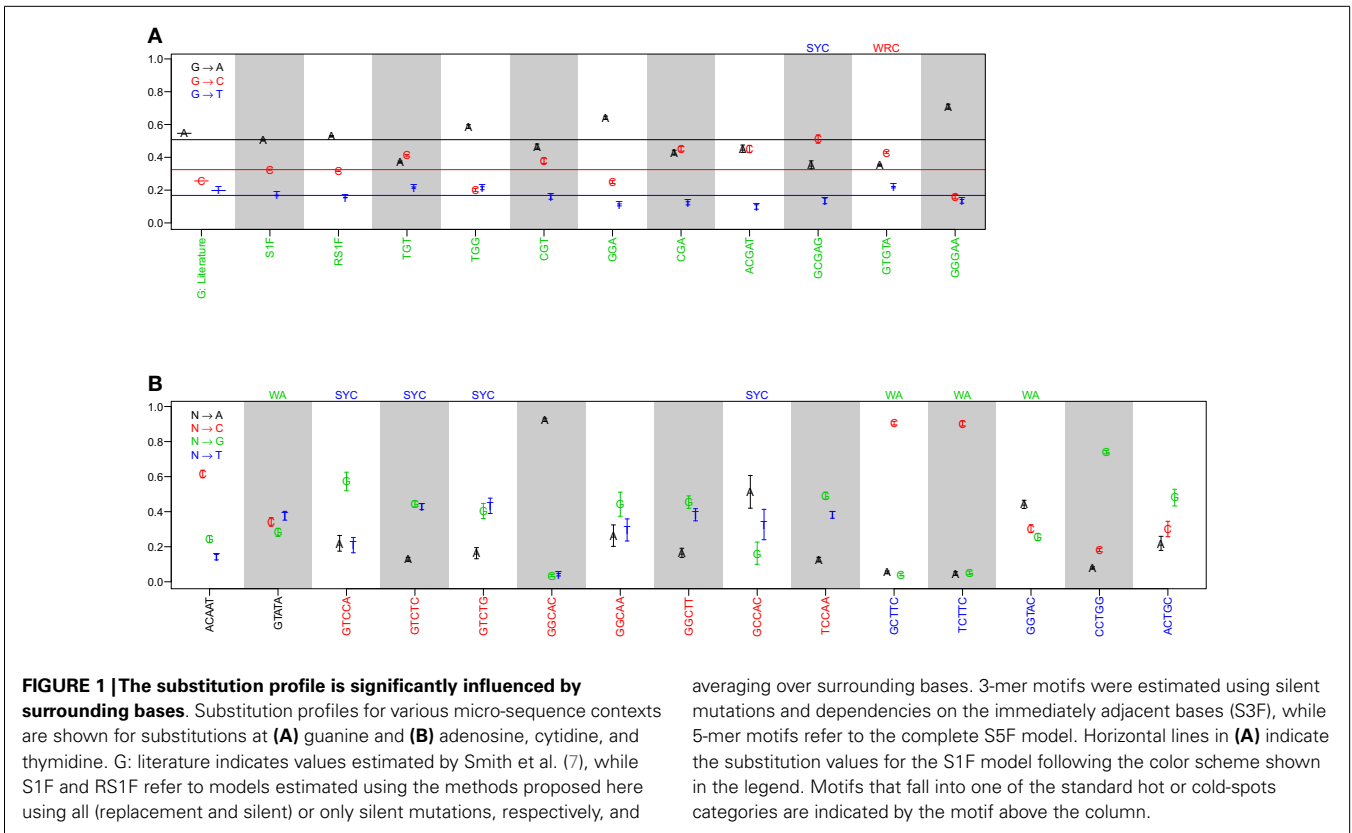 A
SYC WRC
1.0
0.8
0.6
0.4
0.2
0.0
G→A
G→C
G→T
A C T
A C T
A C T
A C T
A C T
A C T
A C T
A C T
A C T
A C T
A C T
A C T
G: Literature
S1F
RS1F
TGT
TGG
CGT
GGA
CGA
ACGAT
GCGAG
GTGTA
GGGAA
B
WA SYC SYC SYC SYC WA WA WA
1.0
0.8
0.6
0.4
0.2
0.0
N→A
N→C
N→G
N→T
C G T
C G T
A G T
A G T
A G T
A G T
A G T
A G T
A G T
A G T
A C G
A C G
A C G
A C G
A C G
ACAAT
GTATA
GTCCA
GTCTC
GTCTG
GGCAC
GGCAA
GGCTT
GCCAC
TCCAA
GCTTC
TCTTC
GGTAC
CCTGG
ACTGC
FIGURE 1 | The substitution profile is significantly influenced by
surrounding bases. Substitution profiles for various micro-sequence contexts
are shown for substitutions at (A) guanine and (B) adenosine, cytidine, and
thymidine. G: literature indicates values estimated by Smith et al. (7), while
S1F and RS1F refer to models estimated using the methods proposed here
using all (replacement and silent) or only silent mutations, respectively, and
averaging over surrounding bases. 3-mer motifs were estimated using silent
mutations and dependencies on the immediately adjacent bases (S3F), while
5-mer motifs refer to the complete S5F model. Horizontal lines in (A) indicate
the substitution values for the S1F model following the color scheme shown
in the legend. Motifs that fall into one of the standard hot or cold-spots
categories are indicated by the motif above the column.